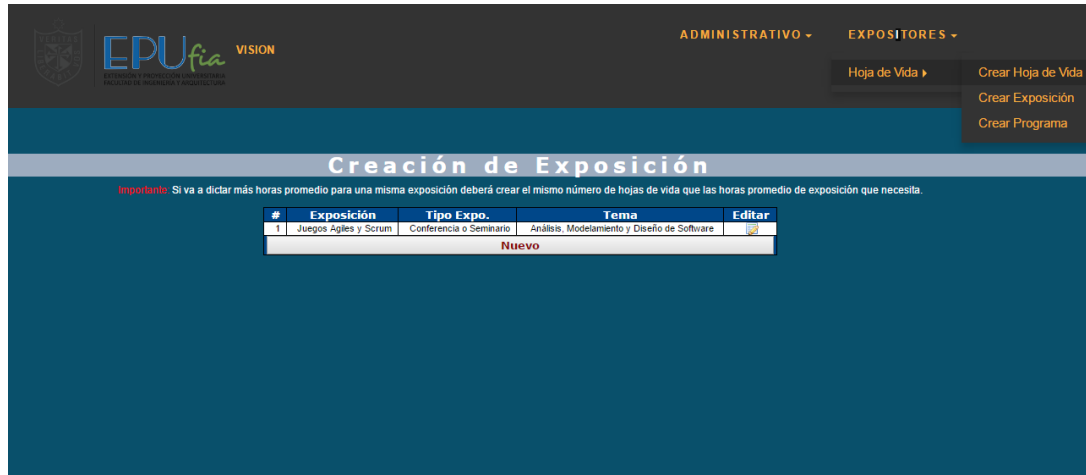 VERITAS
EPUfia
EXTENSIÓN Y PROYECCIÓN UNIVERSITARIA
FACULTAD DE INGENIERÍA Y ARQUITECTURA
VISION
ADMINISTRATIVO
EXPOSITORES
Hoja de Vida
Crear Hoja de Vida
Crear Exposición
Crear Programa
Creación de Exposición
Importante: Si va a dictar más horas promedio para una misma exposición deberá crear el mismo número de hojas de vida que las horas promedio de exposición que necesita.
# Exposición Tipo Expo. Tema Editar
1 Juegos Agiles y Scrum Conferencia o Seminario Análisis, Modelamiento y Diseño de Software
Nuevo